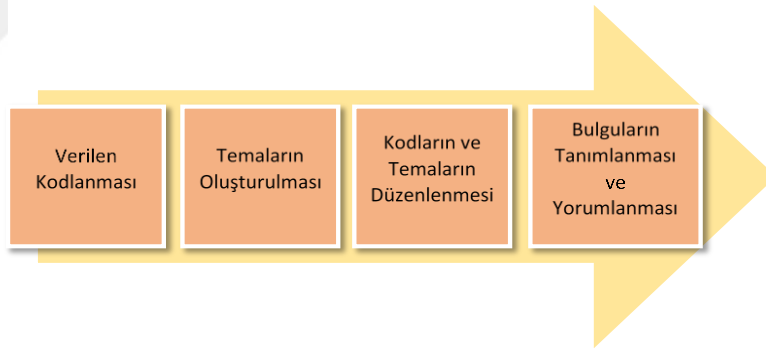 Verilen
Kodlanması
Temaların
Oluşturulması
Kodların ve
Temaların
Düzenlenmesi
Bulguların
Tanımlanması
ve
Yorumlanması